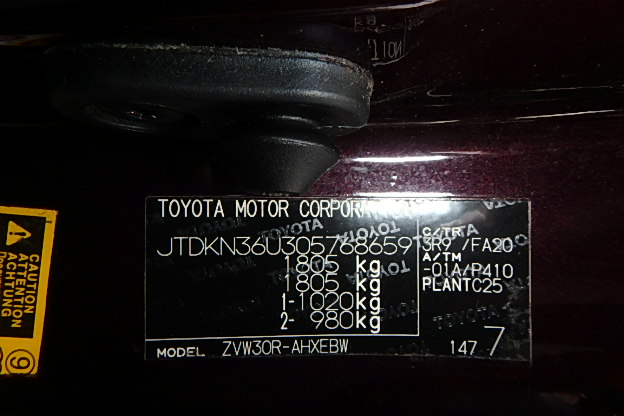 CAUTION
ATTENTION
ACHTUNG
TOYOTA MOTOR CORPORATION
JTDKN36U305768659
1805 kg
1805 kg
1-1020kg
2- 980kg
C/TR
3R9 /FA20
A/TM
-01A/P410
PLANTC25
MODEL ZVW30R-AHXEBW
147 7